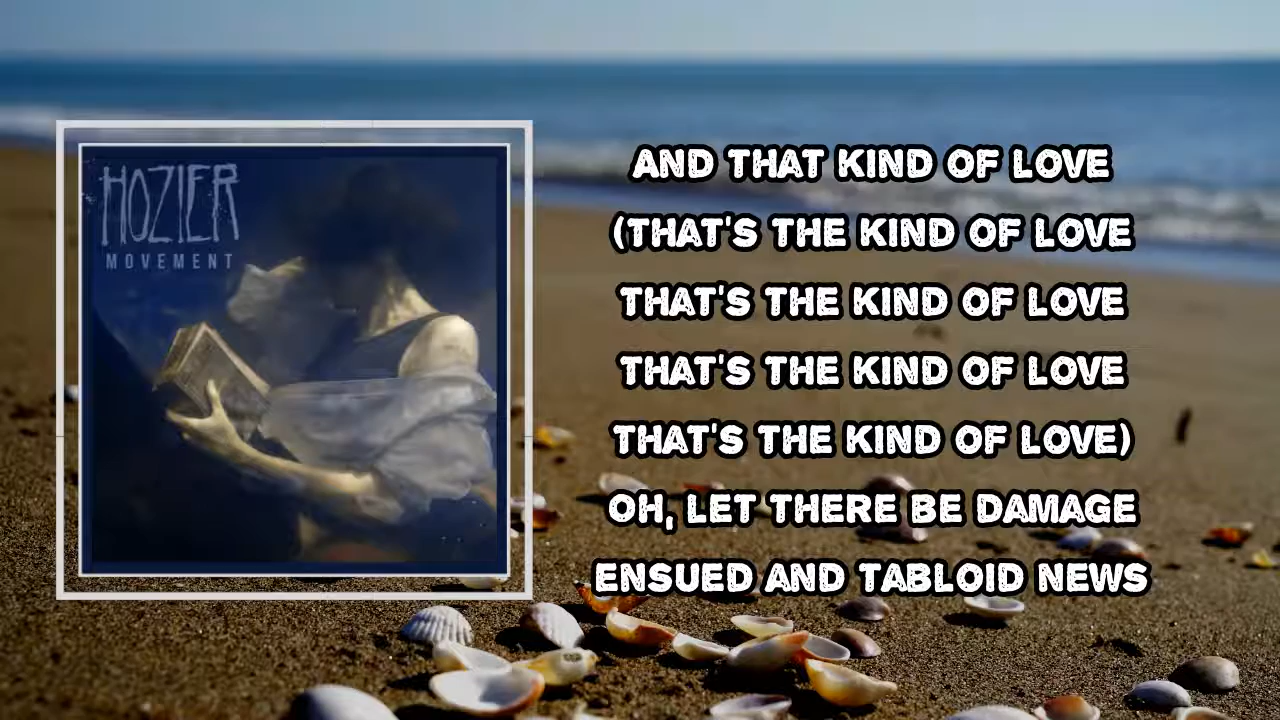 HOZIER
MOVEMENT
AND THAT KIND OF LOVE
(THAT'S THE KIND OF LOVE
THAT'S THE KIND OF LOVE
THAT'S THE KIND OF LOVE
THAT'S THE KIND OF LOVE)
OH, LET THERE BE DAMAGE
ENSUED AND TABLOID NEWS